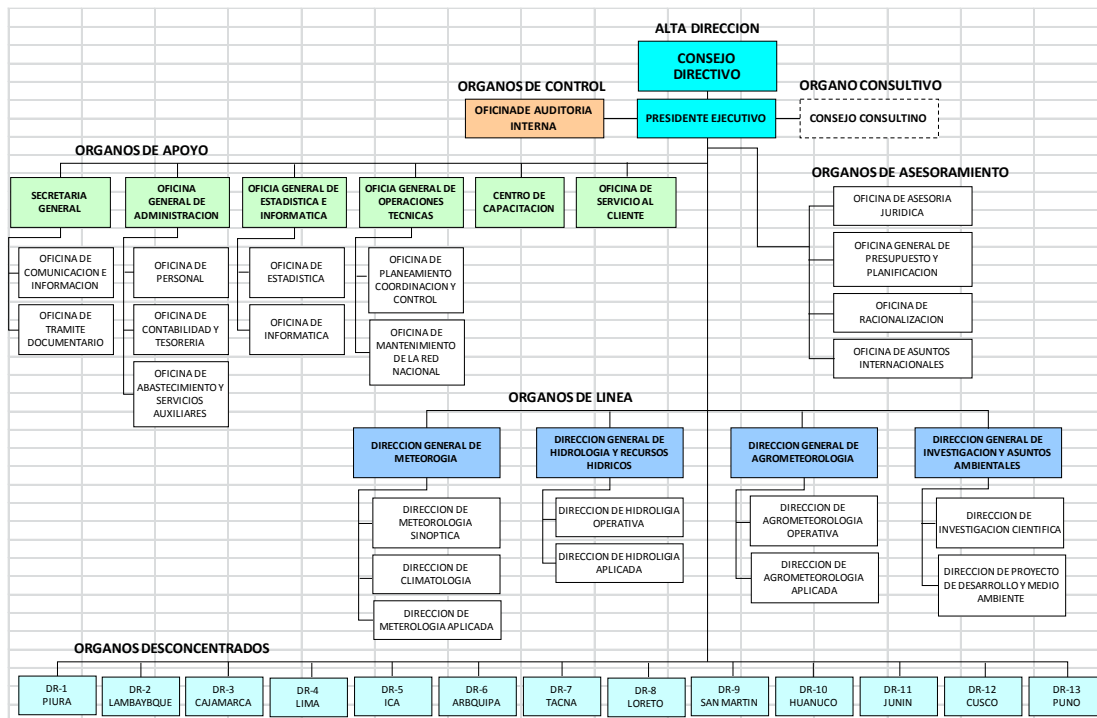 ALTA DIRECCION
CONSEJO
DIRECTIVO
ORGANOS DE CONTROL
ORGANO CONSULTIVO
OFICINADE AUDITORIA
INTERNA
PRESIDENTE EJECUTIVO
CONSEJO CONSULTINO
ORGANOS DE APOYO
SECRETARIA
GENERAL
OFICINA
GENERAL DE
ADMINISTRACION
OFICIA GENERAL DE
ESTADISTICA E
INFORMATICA
OFICIA GENERAL DE
OPERACIONES
TECNICAS
CENTRO DE
CAPACITACION
OFICINA DE
SERVICIO AL
CLIENTE
ORGANOS DE ASESORAMIENTO
OFICINA DE ASESORIA
JURIDICA
OFICINA GENERAL DE
PRESUPUESTO Y
PLANIFICACION
OFICINA DE
RACIONALIZACION
OFICINA DE ASUNTOS
INTERNACIONALES
OFICINA DE
COMUNICACION E
INFORMACION
OFICINA DE
TRAMITE
DOCUMENTARIO
OFICINA DE
PERSONAL
OFICINA DE
CONTABILIDAD Y
TESORERIA
OFICINA DE
ABASTECIMIENTO Y
SERVICIOS
AUXILIARES
OFICINA DE
ESTADISTICA
OFICINA DE
INFORMATICA
OFICINA DE
PLANEAMIENTO
COORDINACION Y
CONTROL
OFICINA DE
MANTENIMIENTO
DE LA RED
NACIONAL
ORGANOS DE LINEA
DIRECCION GENERAL DE
METEOROGIA
DIRECCION GENERAL DE
HIDROLOGIA Y RECURSOS
HIDRICOS
DIRECCION GENERAL DE
AGROMETEOROLOGIA
DIRECCION GENERAL DE
INVESTIGACION Y ASUNTOS
AMBIENTALES
DIRECCION DE
METEOROLOGIA
SINOPTICA
DIRECCION DE
CLIMATOLOGIA
DIRECCION DE
METEROLOGIA APLICADA
DIRECCION DE HIDROLIGIA
OPERATIVA
DIRECCION DE HIDROLIGIA
APLICADA
DIRECCION DE
AGROMETEOROLOGIA
OPERATIVA
DIRECCION DE
AGROMETEOROLOGIA
APLICADA
DIRECCION DE
INVESTIGACION CIENTIFICA
DIRECCION DE PROYECTO
DE DESARROLLO Y MEDIO
AMBIENTE
ORGANOS DESCONCENTRADOS
DR-1
PIURA
DR-2
LAMBAYBQUE
DR-3
CAJAMARCA
DR-4
LIMA
DR-5
ICA
DR-6
ARBQUIPA
DR-7
TACNA
DR-8
LORETO
DR-9
SAN MARTIN
DR-10
HUANUCO
DR-11
JUNIN
DR-12
CUSCO
DR-13
PUNO